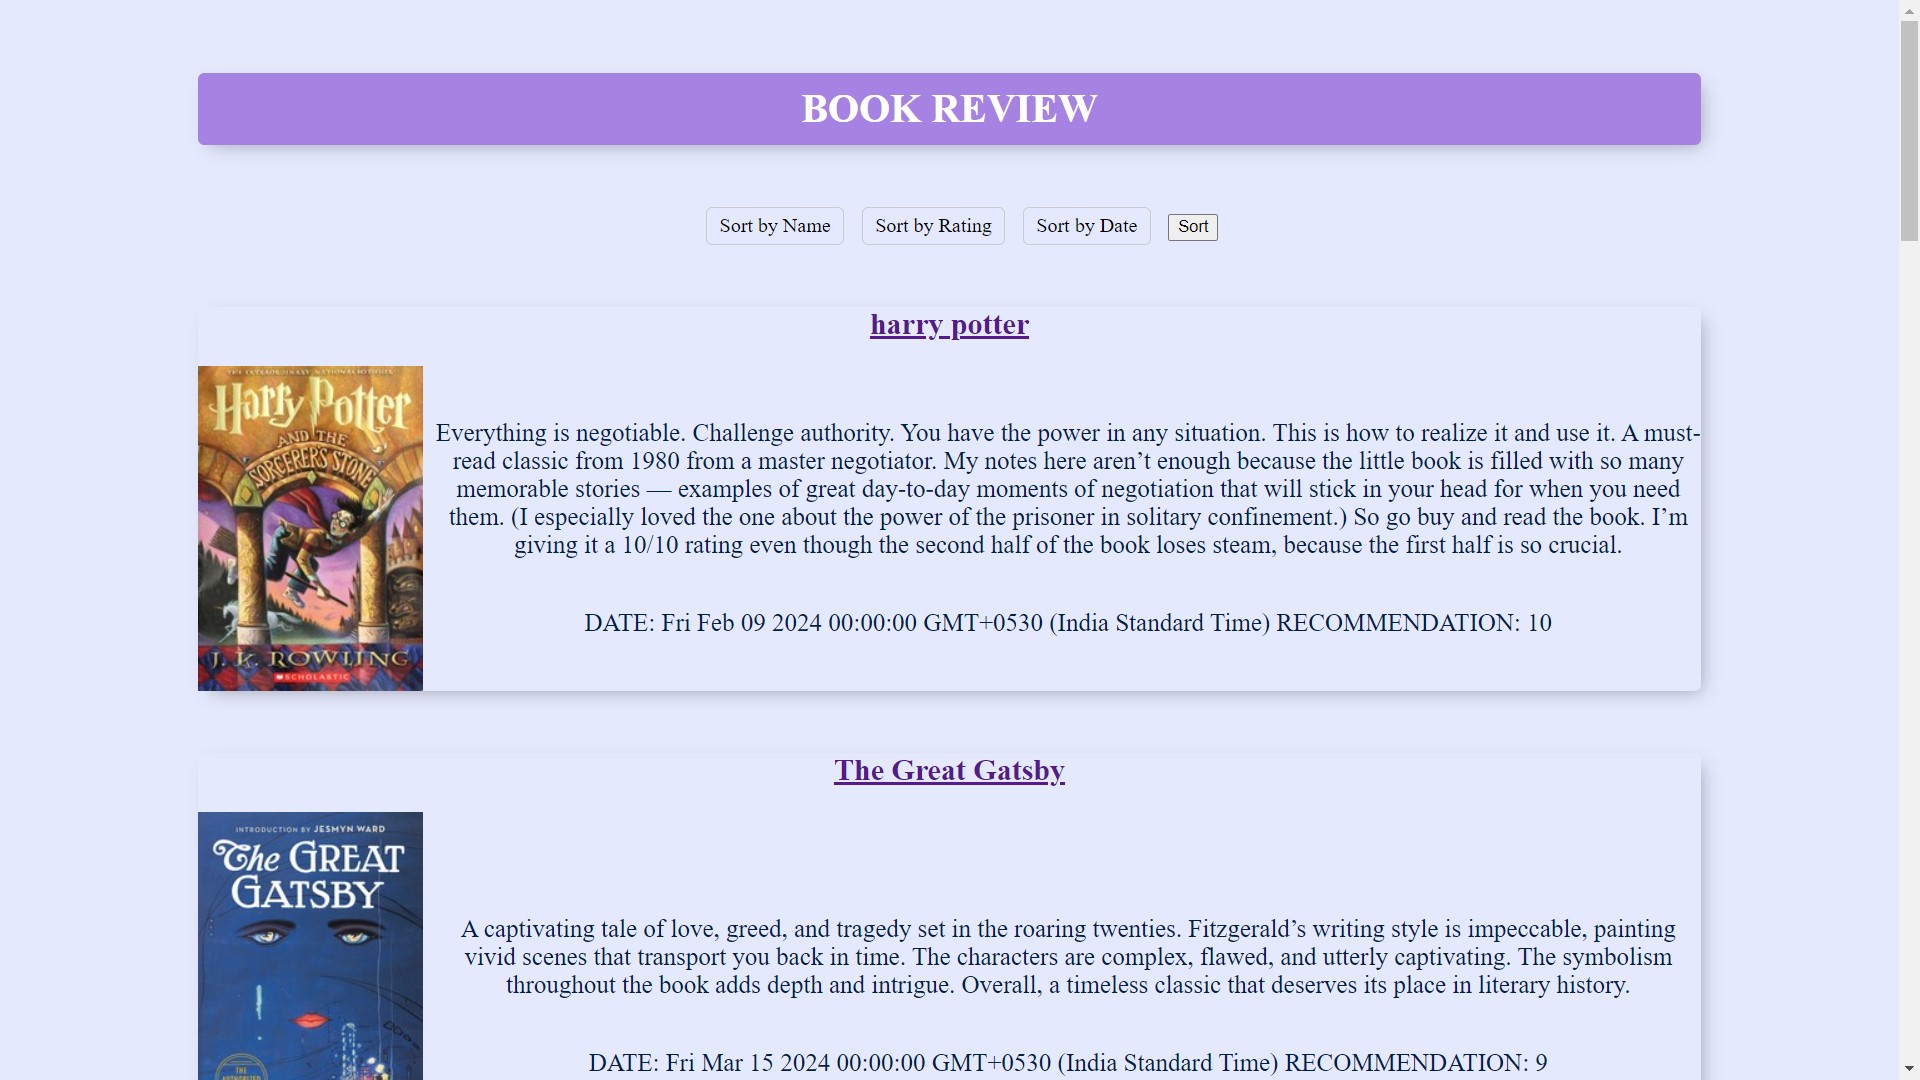 BOOK REVIEW
Sort by Name Sort by Rating Sort by Date Sort
harry potter
THE EXTRAORDINARY NATIONAL BESTSELLER
Harry Potter
AND THE
SORCERER'S STONE
J. K. ROWLING
SCHOLASTIC
Everything is negotiable. Challenge authority. You have the power in any situation. This is how to realize it and use it. A must-
read classic from 1980 from a master negotiator. My notes here aren’t enough because the little book is filled with so many
memorable stories — examples of great day-to-day moments of negotiation that will stick in your head for when you need
them. (I especially loved the one about the power of the prisoner in solitary confinement.) So go buy and read the book. I’m
giving it a 10/10 rating even though the second half of the book loses steam, because the first half is so crucial.
DATE: Fri Feb 09 2024 00:00:00 GMT+0530 (India Standard Time) RECOMMENDATION: 10
The Great Gatsby
INTRODUCTION BY JESMYN WARD
The GREAT
GATSBY
THE
AUTHORIZED
A captivating tale of love, greed, and tragedy set in the roaring twenties. Fitzgerald’s writing style is impeccable, painting
vivid scenes that transport you back in time. The characters are complex, flawed, and utterly captivating. The symbolism
throughout the book adds depth and intrigue. Overall, a timeless classic that deserves its place in literary history.
DATE: Fri Mar 15 2024 00:00:00 GMT+0530 (India Standard Time) RECOMMENDATION: 9